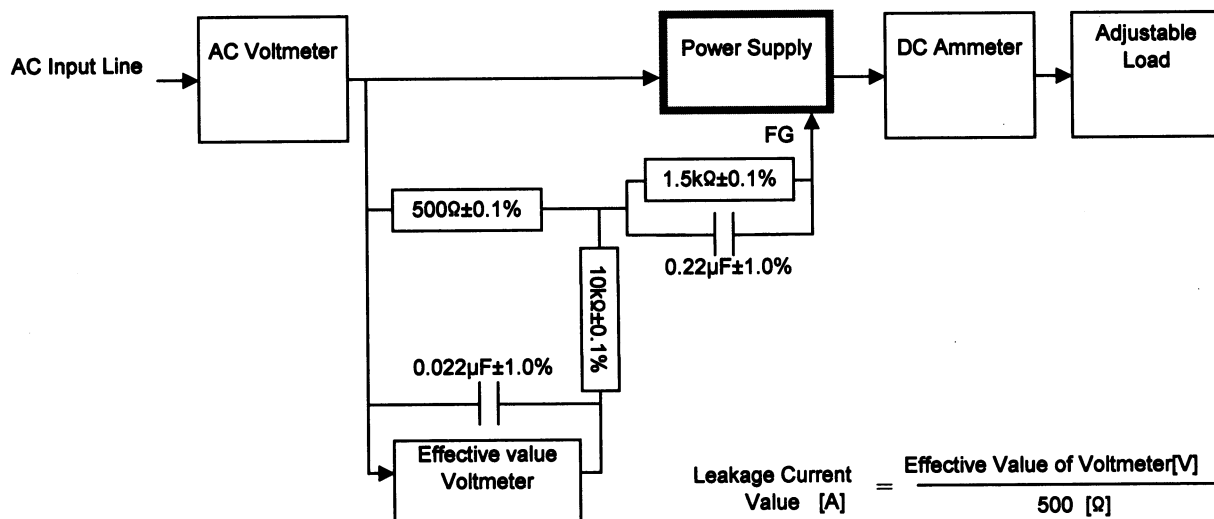 AC Input Line
AC Voltmeter
Power Supply
DC Ammeter
Adjustable
Load
FG
500Ω±0.1%
1.5kΩ±0.1%
0.22µF±1.0%
10kΩ±0.1%
0.022µF±1.0%
Effective value
Voltmeter
Leakage Current
Value [A]
=
Effective Value of Voltmeter[V]
500 [Ω]